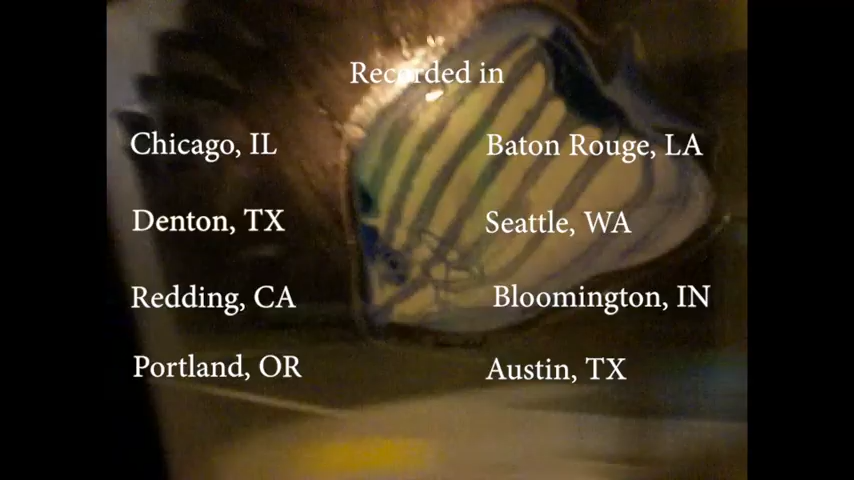 Recorded in
Chicago, IL
Baton Rouge, LA
Denton, TX
Seattle, WA
Redding, CA
Bloomington, IN
Portland, OR
Austin, TX